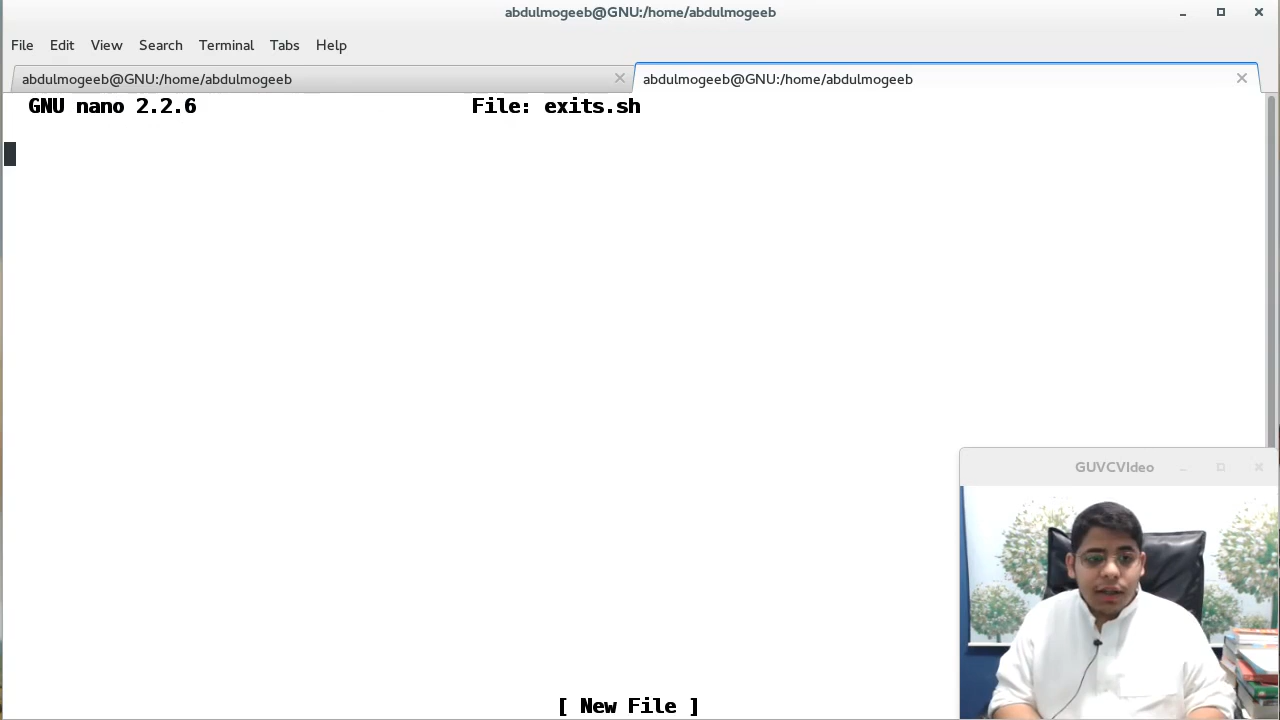 abdulmogeeb@GNU:/home/abdulmogeeb
File Edit View Search Terminal Tabs Help
abdulmogeeb@GNU:/home/abdulmogeeb abdulmogeeb@GNU:/home/abdulmogeeb
GNU nano 2.2.6 File: exits.sh
GUVCVIdeo
[ New File ]